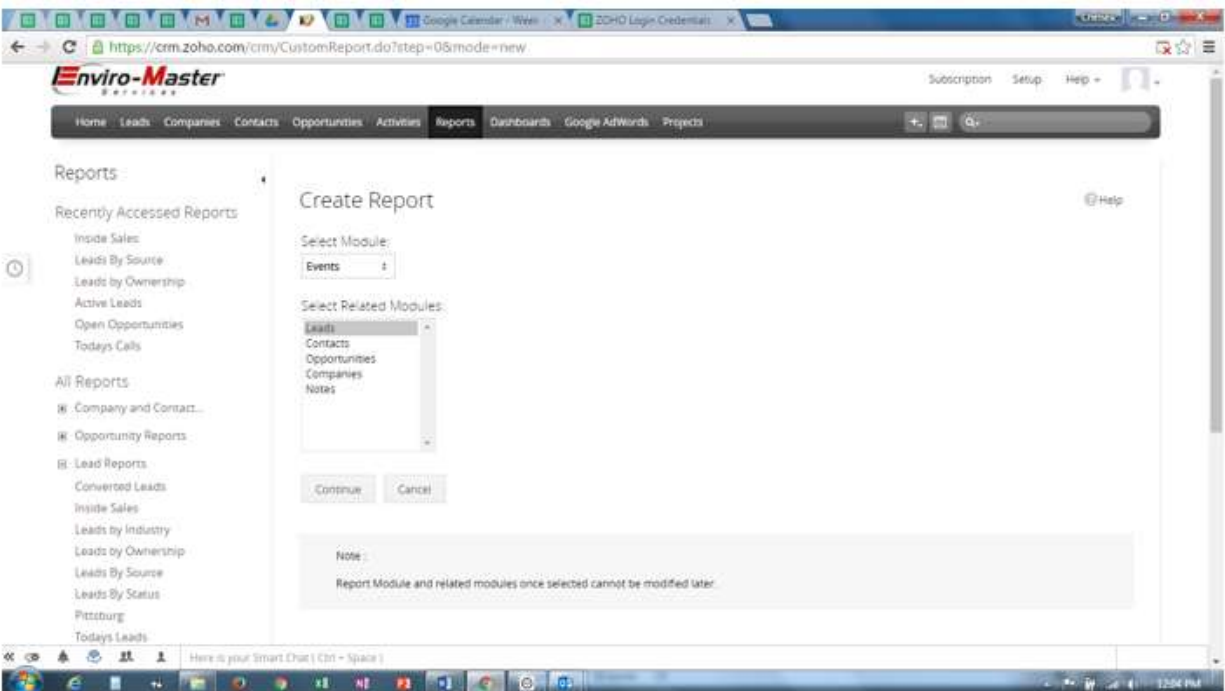 Google Calendar - Week
ZOHO Login Credentials
https://crm.zoho.com/crm/CustomReport.do?step=0&mode=new
Enviro-Master
Services
Subscription Setup Help
Home Leads Companies Contacts Opportunities Activities Reports Dashboards Google AdWords Projects
Reports
Create Report
Help
Recently Accessed Reports
Inside Sales
Leads By Source
Leads by Ownership
Active Leads
Open Opportunities
Todays Calls
Select Module:
Events
Select Related Modules:
Leads
Contacts
Opportunities
Companies
Notes
All Reports
Company and Contact...
Opportunity Reports
Lead Reports
Converted Leads
Inside Sales
Leads by Industry
Leads by Ownership
Leads By Source
Leads By Status
Pittsburg
Todays Leads
Continue Cancel
Note :
Report Module and related modules once selected cannot be modified later.
Here is your Smart Chat ( Ctrl + Space )
12:04 PM